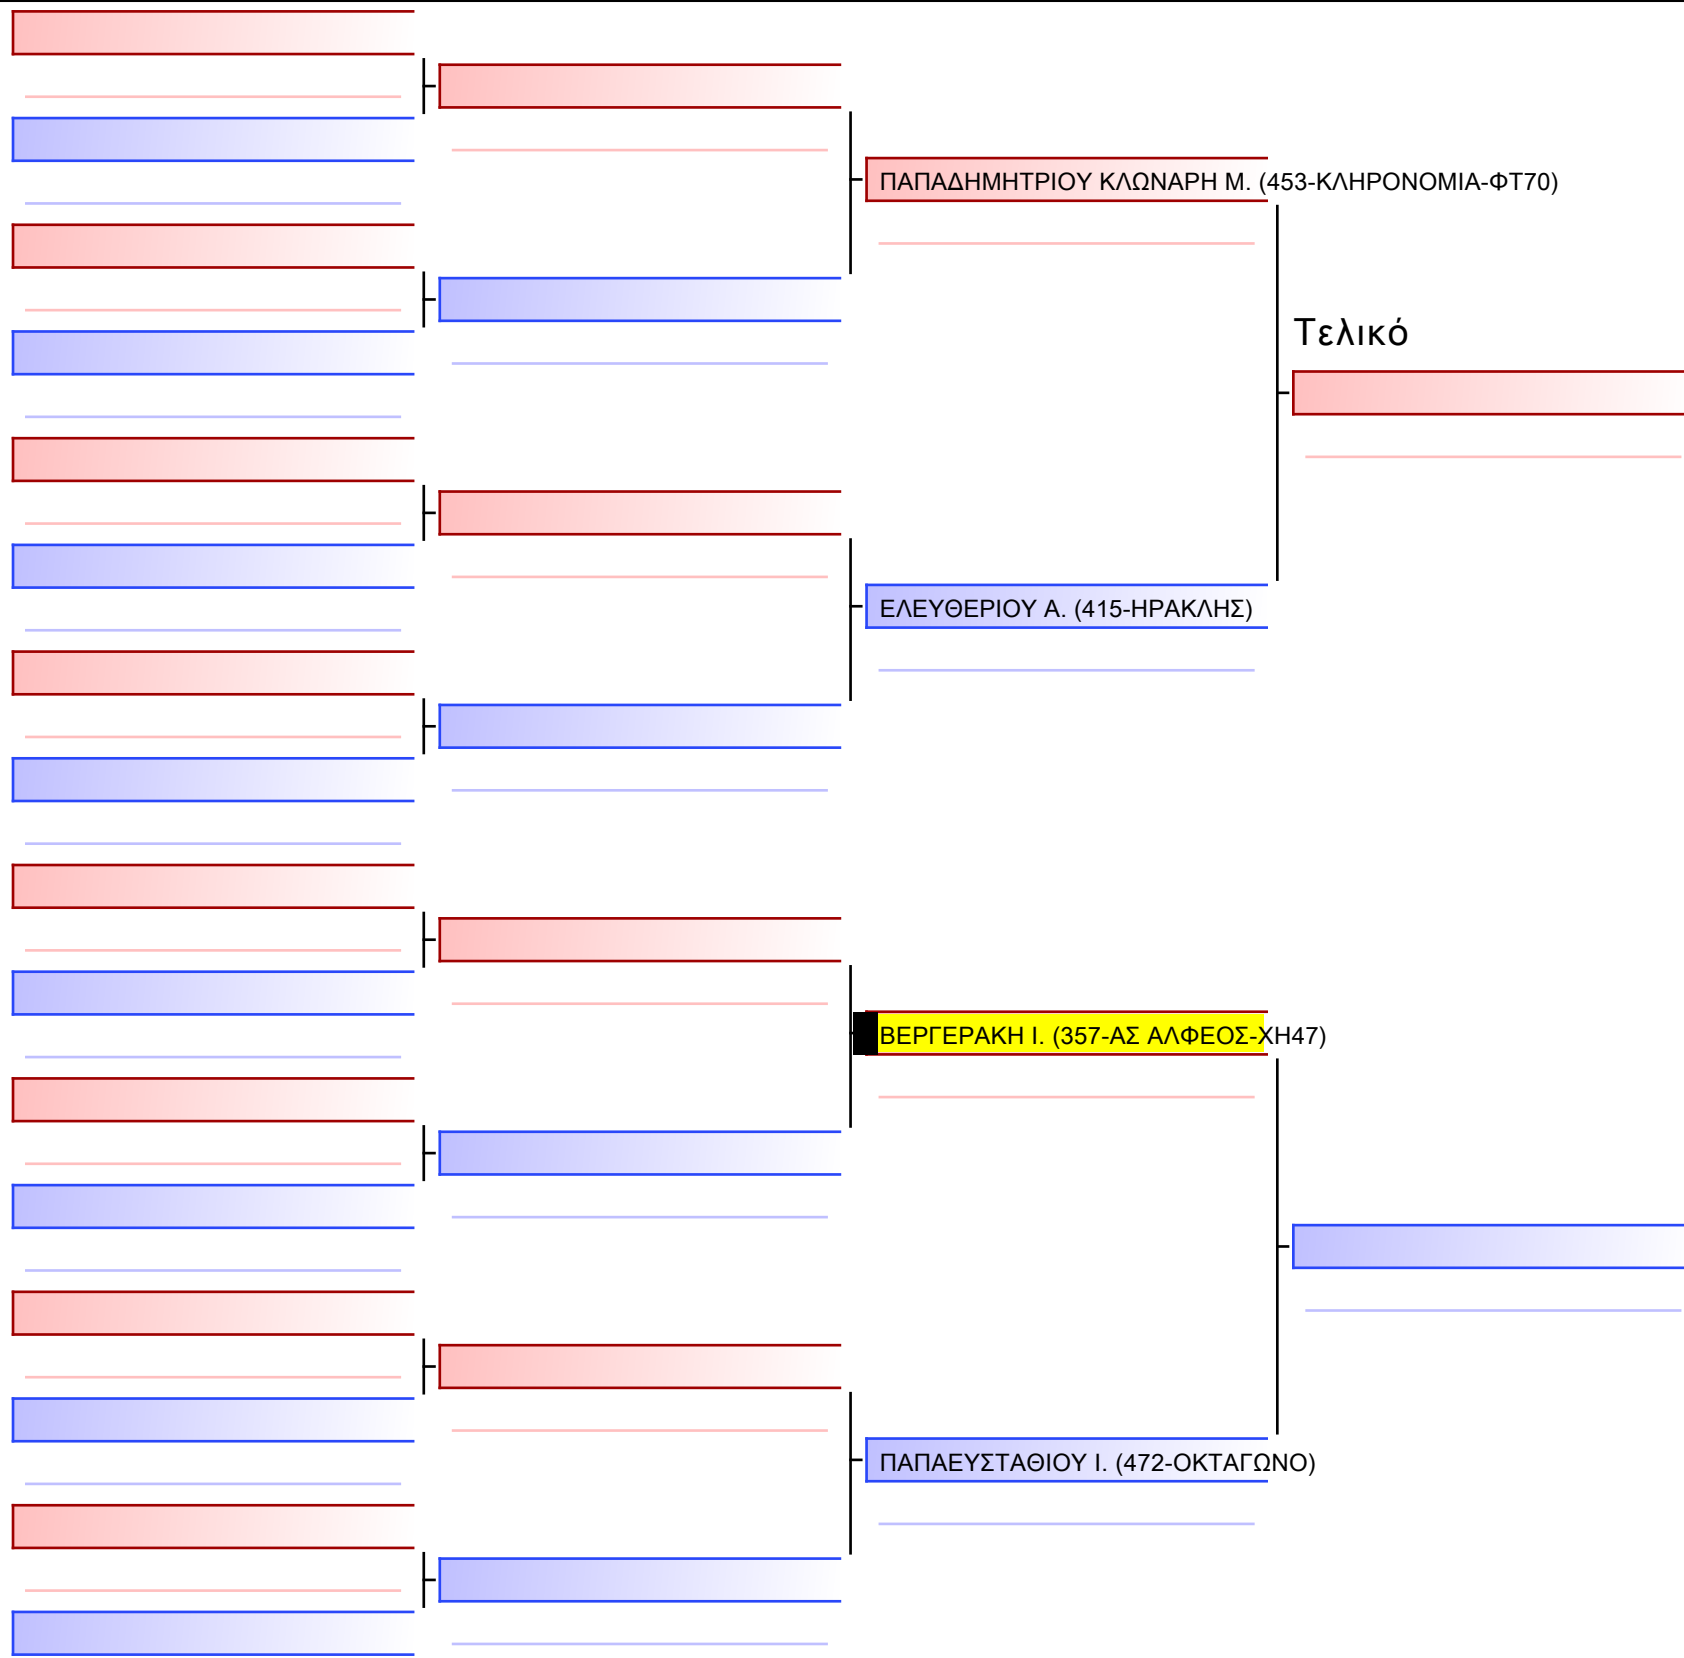 ΠΑΠΑΔΗΜΗΤΡΙΟΥ ΚΛΩΝΑΡΗ Μ. (453-ΚΛΗΡΟΝΟΜΙΑ-ΦΤ70)
Τελικό
ΕΛΕΥΘΕΡΙΟΥ Α. (415-ΗΡΑΚΛΗΣ)
ΒΕΡΓΕΡΑΚΗ Ι. (357-ΑΣ ΑΛΦΕΟΣ-ΧΗ47)
ΠΑΠΑΕΥΣΤΑΘΙΟΥ Ι. (472-ΟΚΤΑΓΩΝΟ)